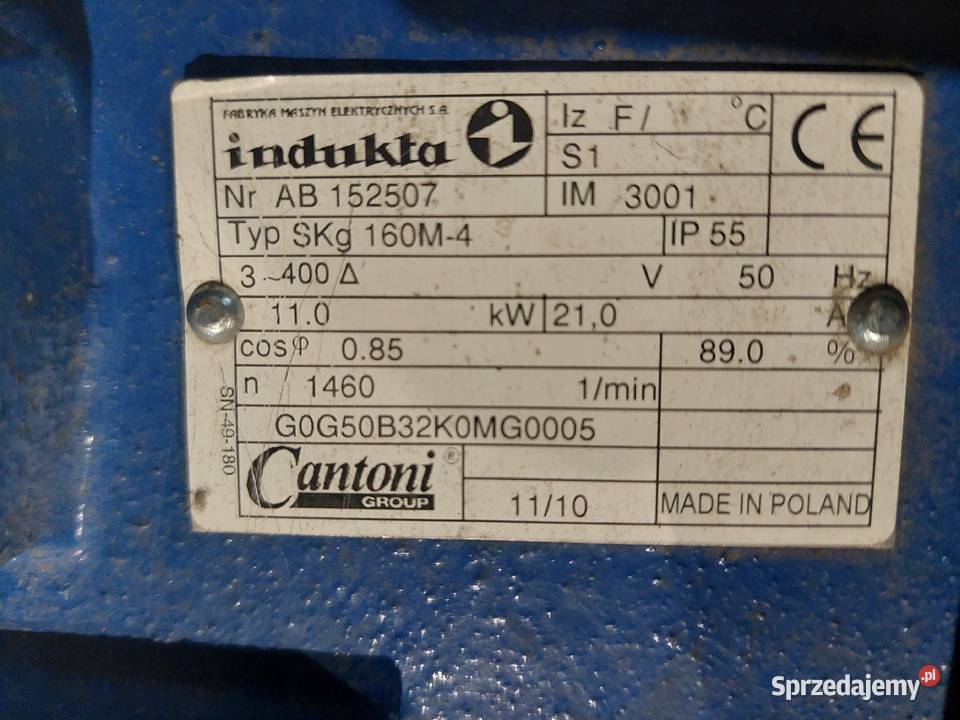 FABRYKA MASZYN ELEKTRYCZNYCH S.A.
indukta
Iz F/ °C
S1
CE
Nr AB 152507
IM 3001
Typ SKg 160M-4
IP 55
3~400 Δ V 50 Hz
11.0 kW 21,0 A
cosφ 0.85
89.0 %
n 1460 1/min
G0G50B32K0MG0005
SN-49-180
Cantoni®
GROUP
11/10
MADE IN POLAND
Sprzedajemy.pl